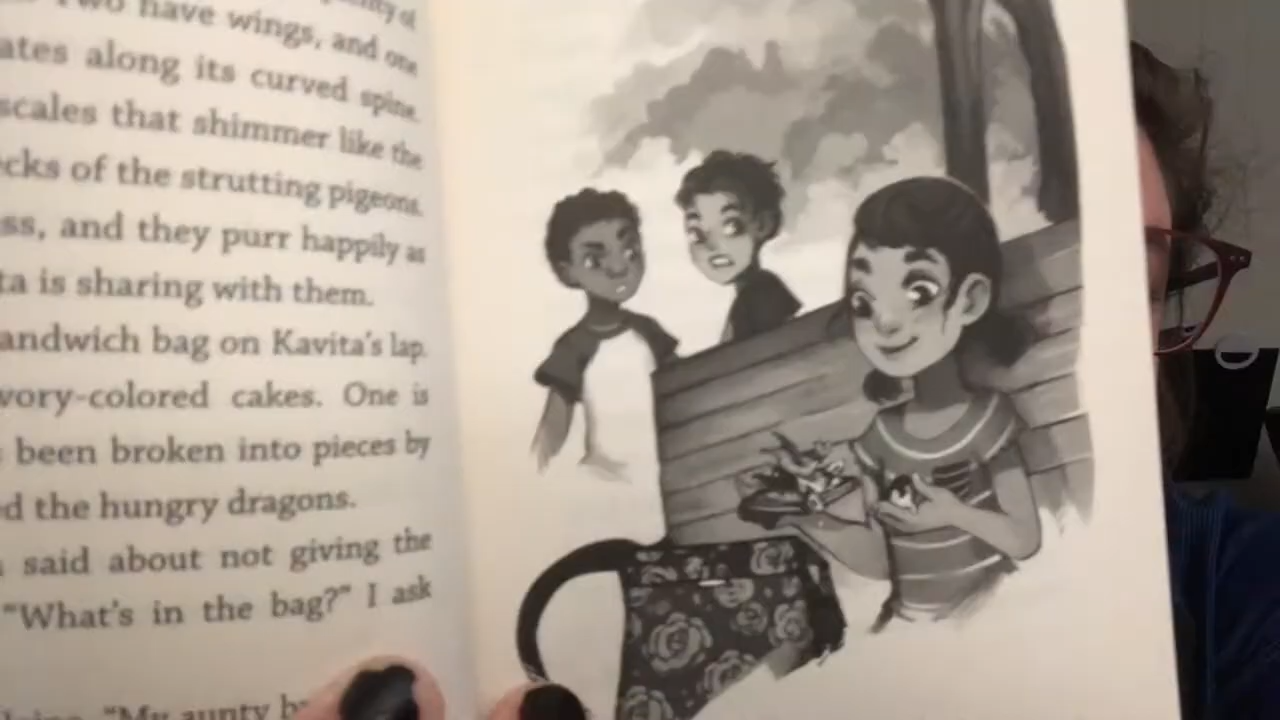 Two have wings, and one
ates along its curved spine.
scales that shimmer like the
cks of the strutting pigeons.
ss, and they purr happily as
ta is sharing with them.
andwich bag on Kavita's lap.
vory-colored cakes. One is
been broken into pieces by
d the hungry dragons.
said about not giving the
"What's in the bag?" I ask
"My aunty b